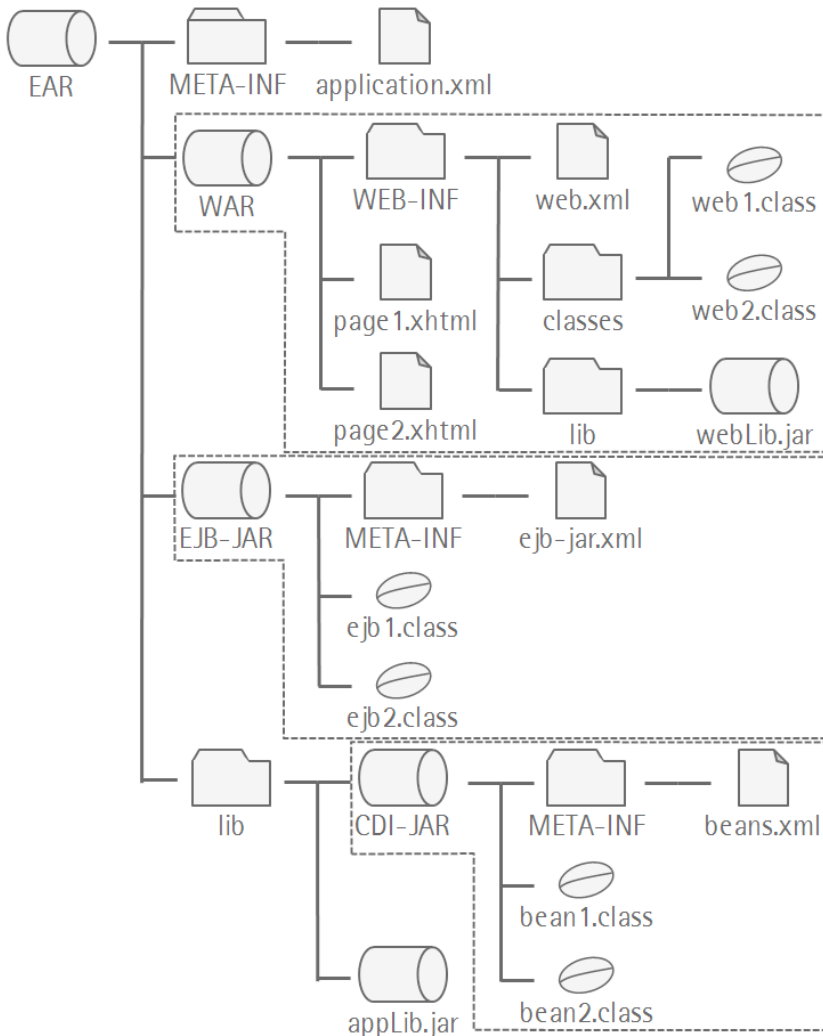 EAR
META-INF
application.xml
WAR
WEB-INF
web.xml
web1.class
page1.xhtml
classes
web2.class
page2.xhtml
lib
webLib.jar
EJB-JAR
META-INF
ejb-jar.xml
ejb1.class
ejb2.class
lib
CDI-JAR
META-INF
beans.xml
bean1.class
appLib.jar
bean2.class